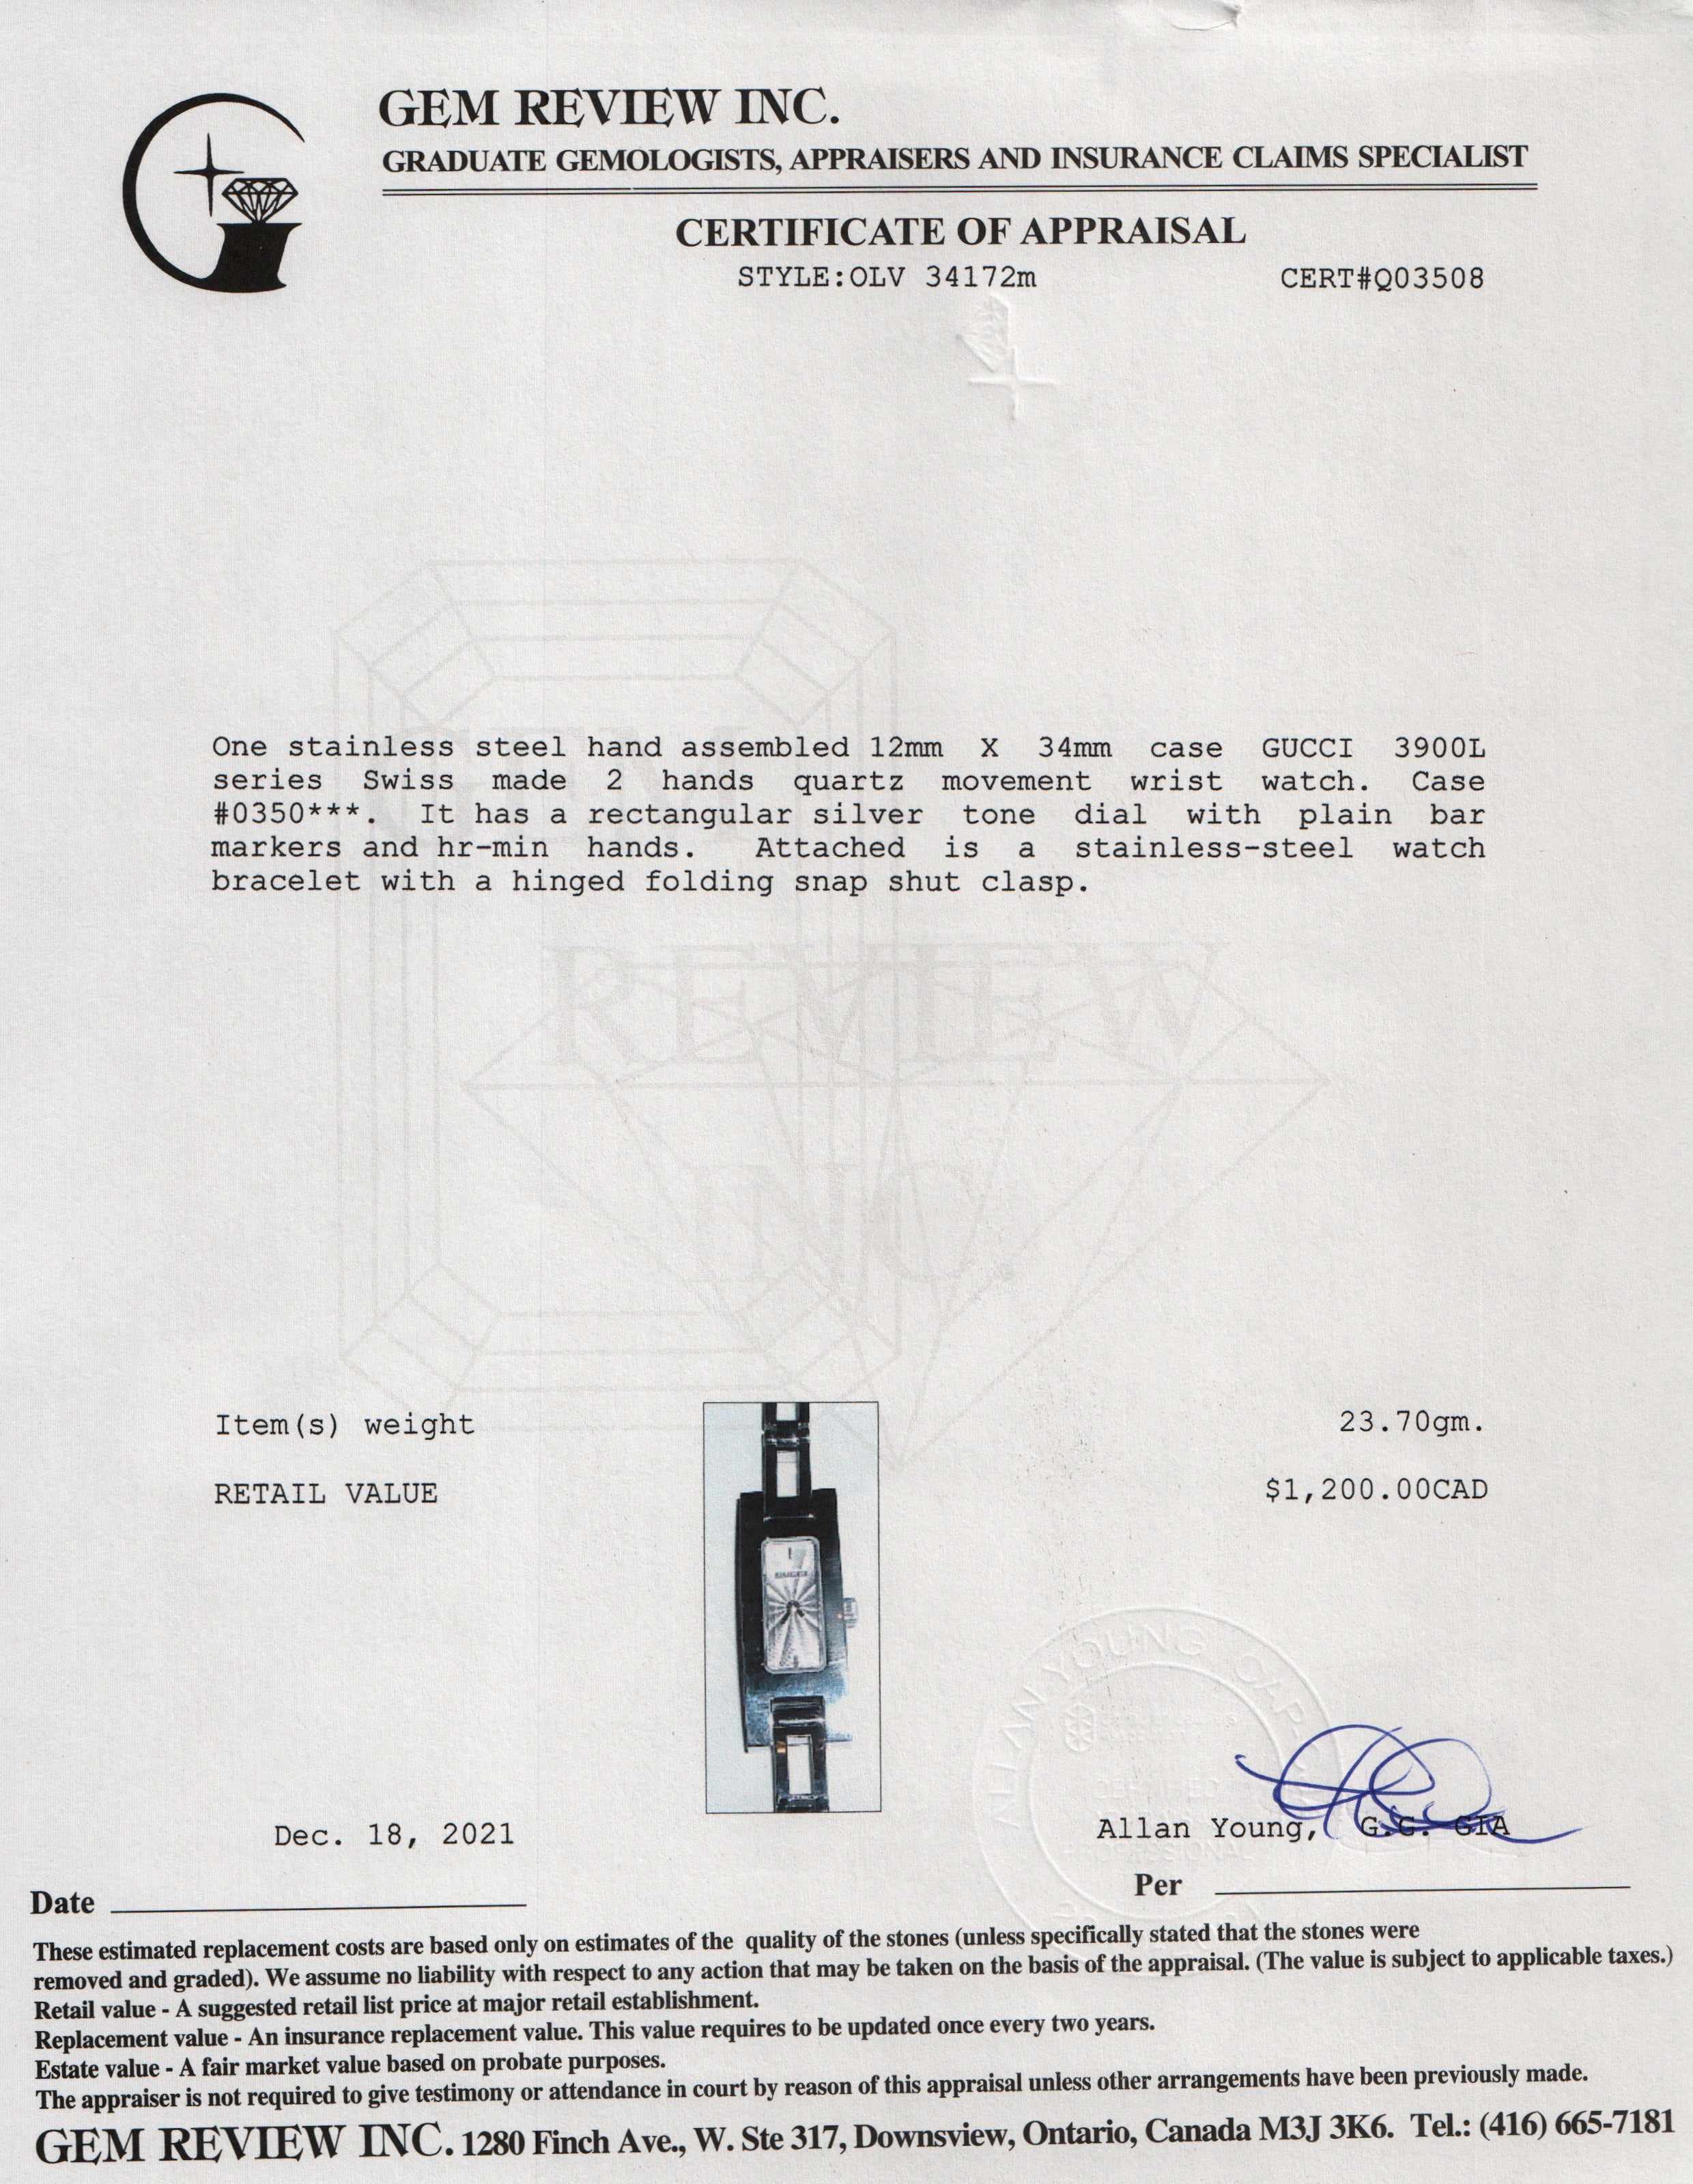 GEM REVIEW INC.
GRADUATE GEMOLOGISTS, APPRAISERS AND INSURANCE CLAIMS SPECIALIST
CERTIFICATE OF APPRAISAL
STYLE:OLV 34172m CERT#Q03508
One stainless steel hand assembled 12mm X 34mm case GUCCI 3900L
series Swiss made 2 hands quartz movement wrist watch. Case
#0350***. It has a rectangular silver tone dial with plain bar
markers and hr-min hands. Attached is a stainless-steel watch
bracelet with a hinged folding snap shut clasp.
REVIEW
INC.
Item(s) weight 23.70gm.
RETAIL VALUE $1,200.00CAD
ALLAN YOUNG
Dec. 18, 2021 Allan Young, G.G. GIA
Date Per
These estimated replacement costs are based only on estimates of the quality of the stones (unless specifically stated that the stones were
removed and graded). We assume no liability with respect to any action that may be taken on the basis of the appraisal. (The value is subject to applicable taxes.)
Retail value - A suggested retail list price at major retail establishment.
Replacement value - An insurance replacement value. This value requires to be updated once every two years.
Estate value - A fair market value based on probate purposes.
The appraiser is not required to give testimony or attendance in court by reason of this appraisal unless other arrangements have been previously made.
GEM REVIEW INC. 1280 Finch Ave., W. Ste 317, Downsview, Ontario, Canada M3J 3K6. Tel.: (416) 665-7181